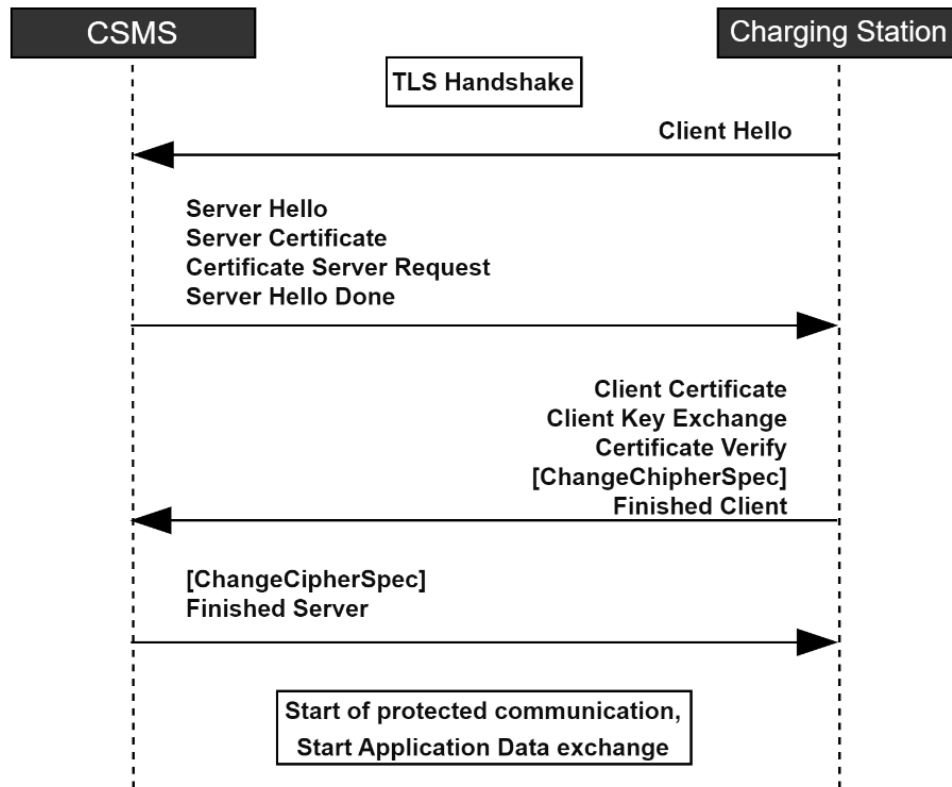 CSMS
Charging Station
TLS Handshake
Client Hello
Server Hello
Server Certificate
Certificate Server Request
Server Hello Done
Client Certificate
Client Key Exchange
Certificate Verify
[ChangeChipherSpec]
Finished Client
[ChangeCipherSpec]
Finished Server
Start of protected communication,
Start Application Data exchange